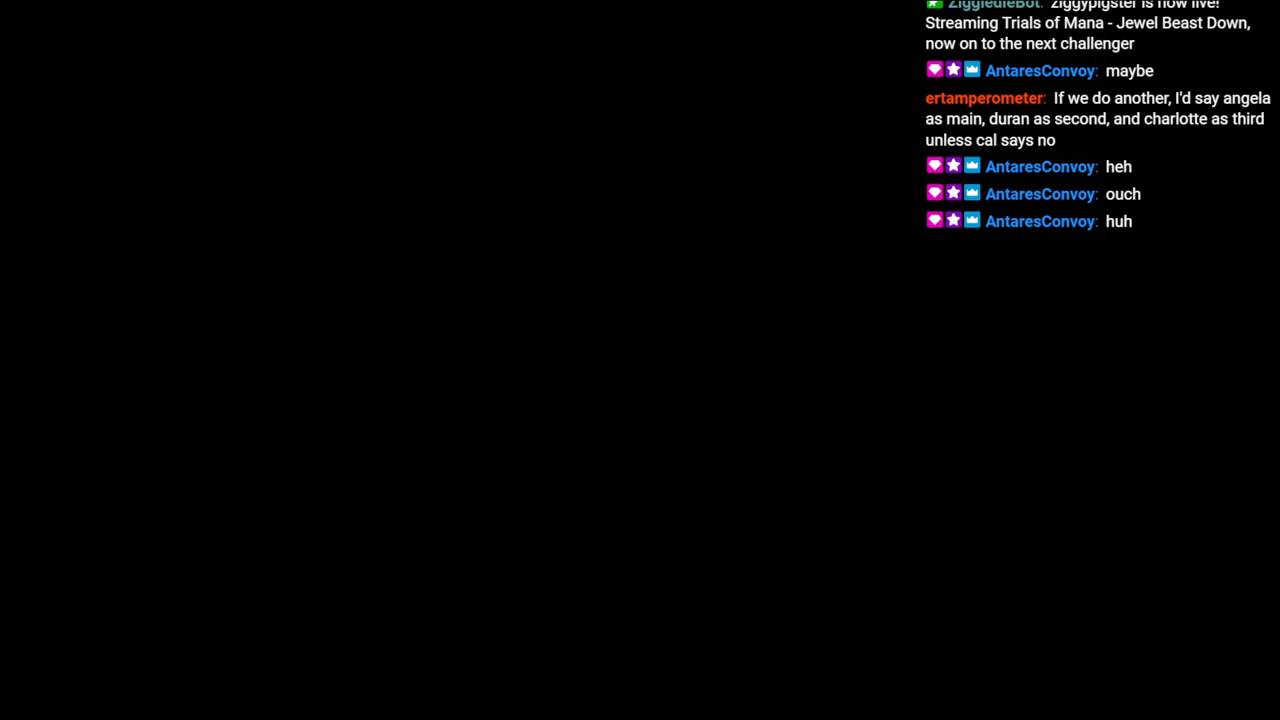 ZiggiedieBot: ziggypigster is now live!
Streaming Trials of Mana - Jewel Beast Down,
now on to the next challenger
AntaresConvoy: maybe
ertamperometer: If we do another, I'd say angela
as main, duran as second, and charlotte as third
unless cal says no
AntaresConvoy: heh
AntaresConvoy: ouch
AntaresConvoy: huh